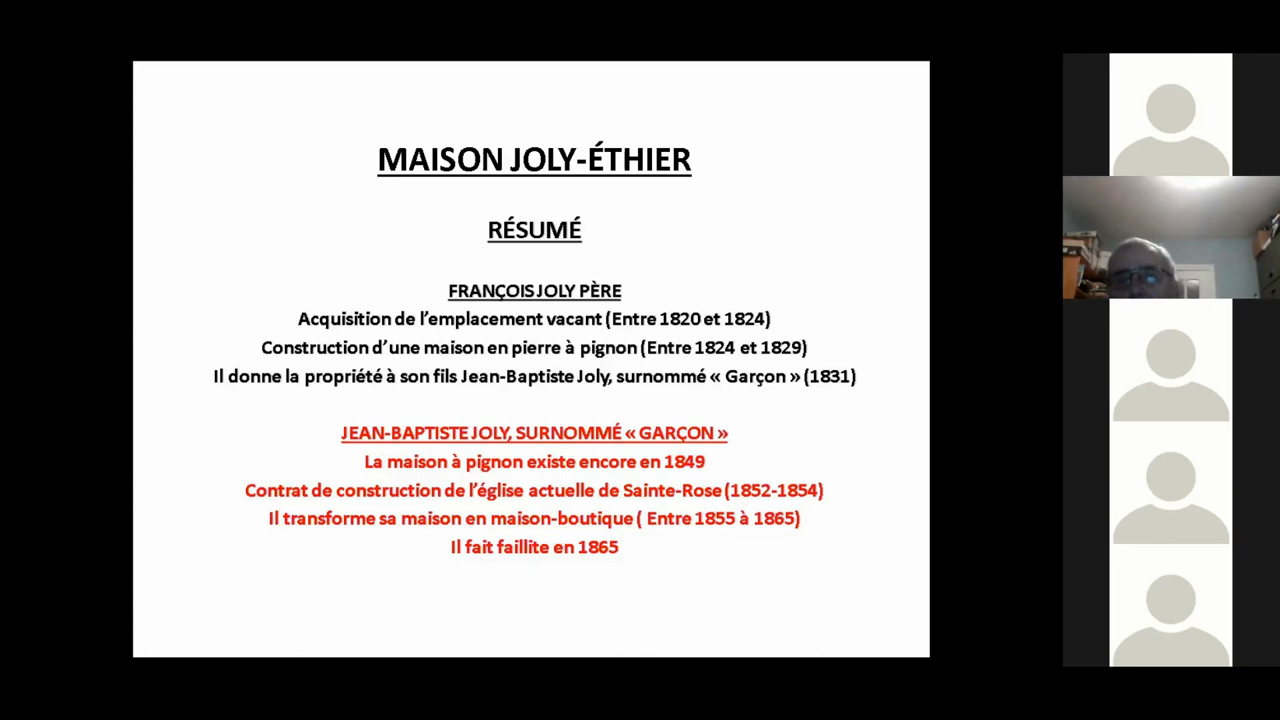 MAISON JOLY-ÉTHIER
RÉSUMÉ
FRANÇOIS JOLY PÈRE
Acquisition de l'emplacement vacant (Entre 1820 et 1824)
Construction d'une maison en pierre à pignon (Entre 1824 et 1829)
Il donne la propriété à son fils Jean-Baptiste Joly, surnommé « Garçon » (1831)
JEAN-BAPTISTE JOLY, SURNOMMÉ « GARÇON »
La maison à pignon existe encore en 1849
Contrat de construction de l'église actuelle de Sainte-Rose (1852-1854)
Il transforme sa maison en maison-boutique ( Entre 1855 à 1865)
Il fait faillite en 1865